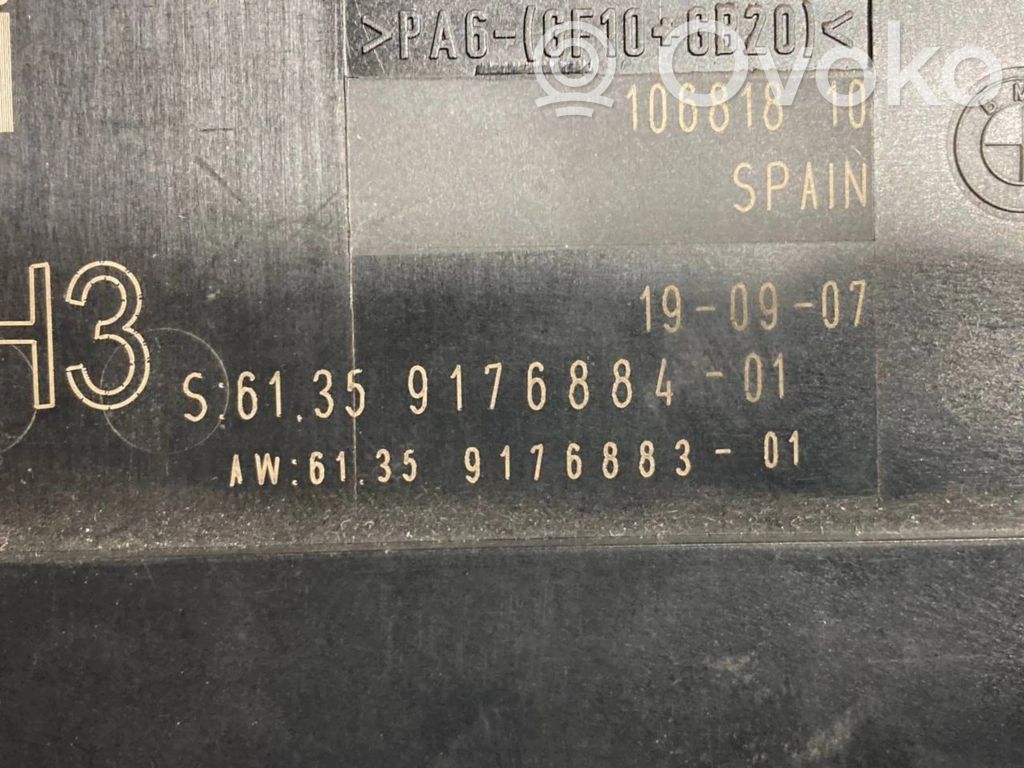 >PA6-(GF10+GB20)<
Ovoko
106818 10
SPAIN
H3
19-09-07
S:61.35 9176884-01
AW:61.35 9176883-01